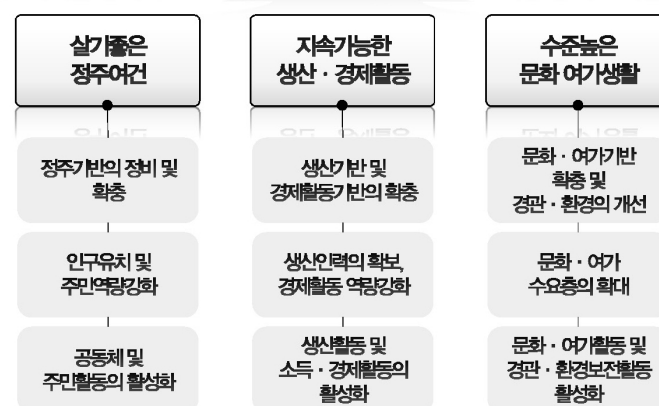 살기좋은
정주여건
정주기반의 정비 및
확충
인구유치 및
주민역량강화
공동체 및
주민활동의 활성화
지속가능한
생산 · 경제활동
생산기반 및
경제활동기반의 확충
생산인력의 확보,
경제활동 역량강화
생산활동 및
소득 · 경제활동의
활성화
수준높은
문화 여가생활
문화 · 여가기반
확충 및
경관 · 환경의 개선
문화 · 여가
수요층의 확대
문화 · 여가활동 및
경관 · 환경보전활동
활성화